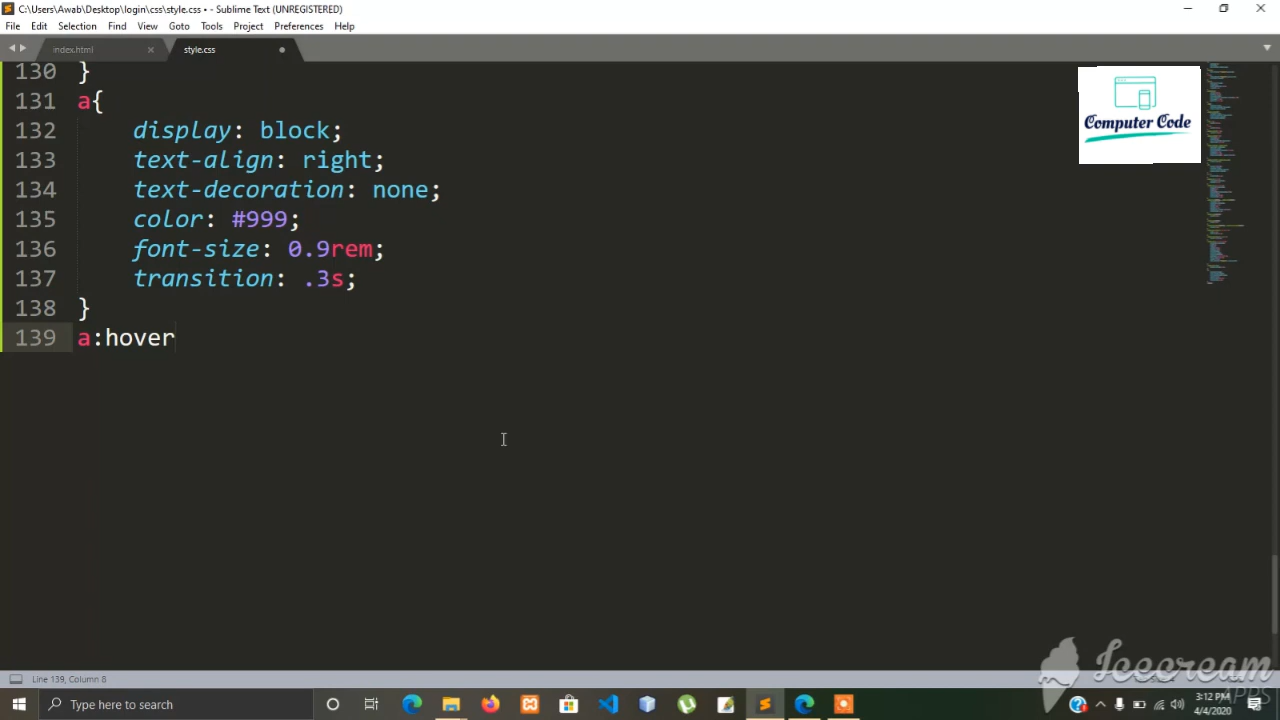 C:\Users\Awab\Desktop\login\css\style.css • - Sublime Text (UNREGISTERED)
File Edit Selection Find View Goto Tools Project Preferences Help
index.html × style.css
130 }
131 a{
132 display: block;
133 text-align: right;
134 text-decoration: none;
135 color: #999;
136 font-size: 0.9rem;
137 transition: .3s;
138 }
139 a:hover
Computer Code
Icecream
APPS
Line 139, Column 8
Type here to search
3:12 PM
4/4/2020